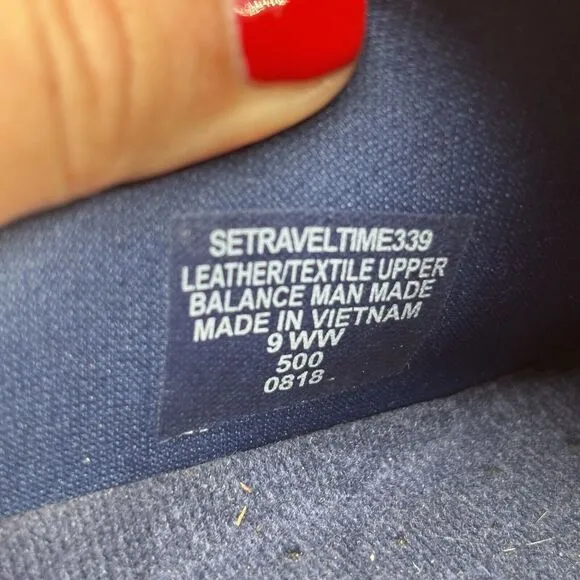 SETRAVELTIME339
LEATHER/TEXTILE UPPER
BALANCE MAN MADE
MADE IN VIETNAM
9 WW
500
0818